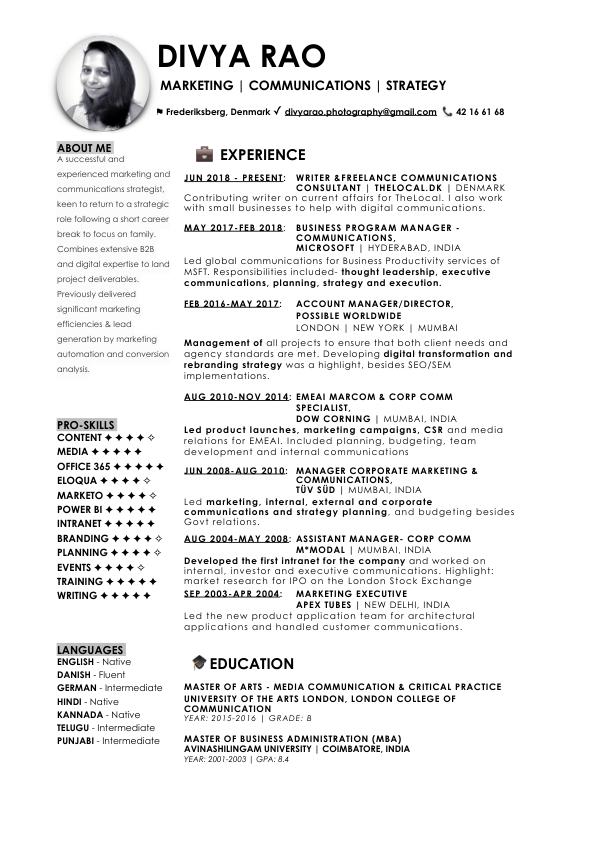 DIVYA RAO
MARKETING | COMMUNICATIONS | STRATEGY
⚑ Frederiksberg, Denmark ✓ divyarao.photography@gmail.com 📞 42 16 61 68
ABOUT ME
A successful and
experienced marketing and
communications strategist,
keen to return to a strategic
role following a short career
break to focus on family.
Combines extensive B2B
and digital expertise to land
project deliverables.
Previously delivered
significant marketing
efficiencies & lead
generation by marketing
automation and conversion
analysis.
PRO-SKILLS
CONTENT ✦ ✦ ✦ ✦ ✧
MEDIA ✦ ✦ ✦ ✦ ✦
OFFICE 365 ✦ ✦ ✦ ✦ ✦
ELOQUA ✦ ✦ ✦ ✦ ✧
MARKETO ✦ ✦ ✦ ✦ ✧
POWER BI ✦ ✦ ✦ ✦ ✦
INTRANET ✦ ✦ ✦ ✦ ✦
BRANDING ✦ ✦ ✦ ✦ ✧
PLANNING ✦ ✦ ✦ ✦ ✧
EVENTS ✦ ✦ ✦ ✦ ✧
TRAINING ✦ ✦ ✦ ✦ ✦
WRITING ✦ ✦ ✦ ✦ ✦
LANGUAGES
ENGLISH - Native
DANISH - Fluent
GERMAN - Intermediate
HINDI - Native
KANNADA - Native
TELUGU - Intermediate
PUNJABI - Intermediate
💼 EXPERIENCE
JUN 2018 - PRESENT: WRITER &FREELANCE COMMUNICATIONS
CONSULTANT | THELOCAL.DK | DENMARK
Contributing writer on current affairs for TheLocal. I also work
with small businesses to help with digital communications.
MAY 2017-FEB 2018: BUSINESS PROGRAM MANAGER -
COMMUNICATIONS,
MICROSOFT | HYDERABAD, INDIA
Led global communications for Business Productivity services of
MSFT. Responsibilities included- thought leadership, executive
communications, planning, strategy and execution.
FEB 2016-MAY 2017: ACCOUNT MANAGER/DIRECTOR,
POSSIBLE WORLDWIDE
LONDON | NEW YORK | MUMBAI
Management of all projects to ensure that both client needs and
agency standards are met. Developing digital transformation and
rebranding strategy was a highlight, besides SEO/SEM
implementations.
AUG 2010-NOV 2014: EMEAI MARCOM & CORP COMM
SPECIALIST,
DOW CORNING | MUMBAI, INDIA
Led product launches, marketing campaigns, CSR and media
relations for EMEAI. Included planning, budgeting, team
development and internal communications
JUN 2008-AUG 2010: MANAGER CORPORATE MARKETING &
COMMUNICATIONS,
TÜV SÜD | MUMBAI, INDIA
Led marketing, internal, external and corporate
communications and strategy planning, and budgeting besides
Govt relations.
AUG 2004-MAY 2008: ASSISTANT MANAGER- CORP COMM
M*MODAL | MUMBAI, INDIA
Developed the first intranet for the company and worked on
internal, investor and executive communications. Highlight:
market research for IPO on the London Stock Exchange
SEP 2003-APR 2004: MARKETING EXECUTIVE
APEX TUBES | NEW DELHI, INDIA
Led the new product application team for architectural
applications and handled customer communications.
🎓EDUCATION
MASTER OF ARTS - MEDIA COMMUNICATION & CRITICAL PRACTICE
UNIVERSITY OF THE ARTS LONDON, LONDON COLLEGE OF
COMMUNICATION
YEAR: 2015-2016 | GRADE: B
MASTER OF BUSINESS ADMINISTRATION (MBA)
AVINASHILINGAM UNIVERSITY | COIMBATORE, INDIA
YEAR: 2001-2003 | GPA: 8.4